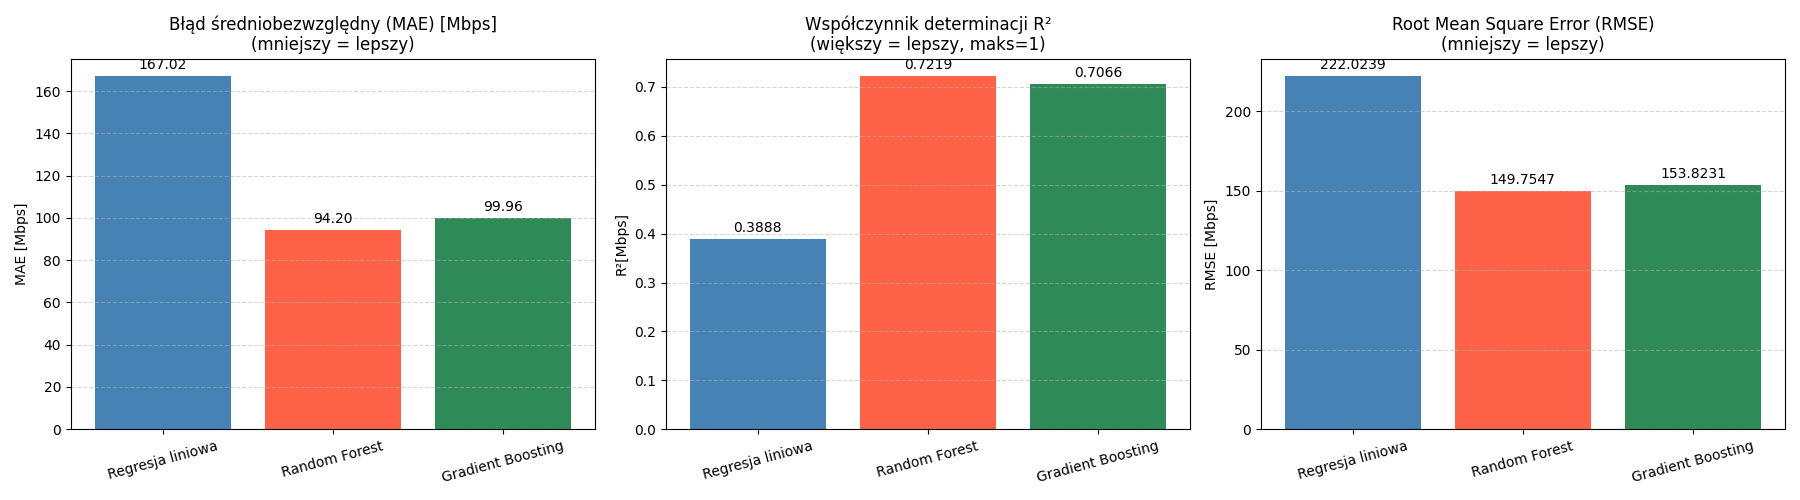 Błąd średniobezwzględny (MAE) [Mbps]
(mniejszy = lepszy)
MAE [Mbps]
160
140
120
100
80
60
40
20
0
167.02
94.20
99.96
Regresja liniowa
Random Forest
Gradient Boosting
Współczynnik determinacji R²
(większy = lepszy, maks=1)
R²[Mbps]
0.7
0.6
0.5
0.4
0.3
0.2
0.1
0.0
0.3888
0.7219
0.7066
Regresja liniowa
Random Forest
Gradient Boosting
Root Mean Square Error (RMSE)
(mniejszy = lepszy)
RMSE [Mbps]
200
150
100
50
0
222.0239
149.7547
153.8231
Regresja liniowa
Random Forest
Gradient Boosting